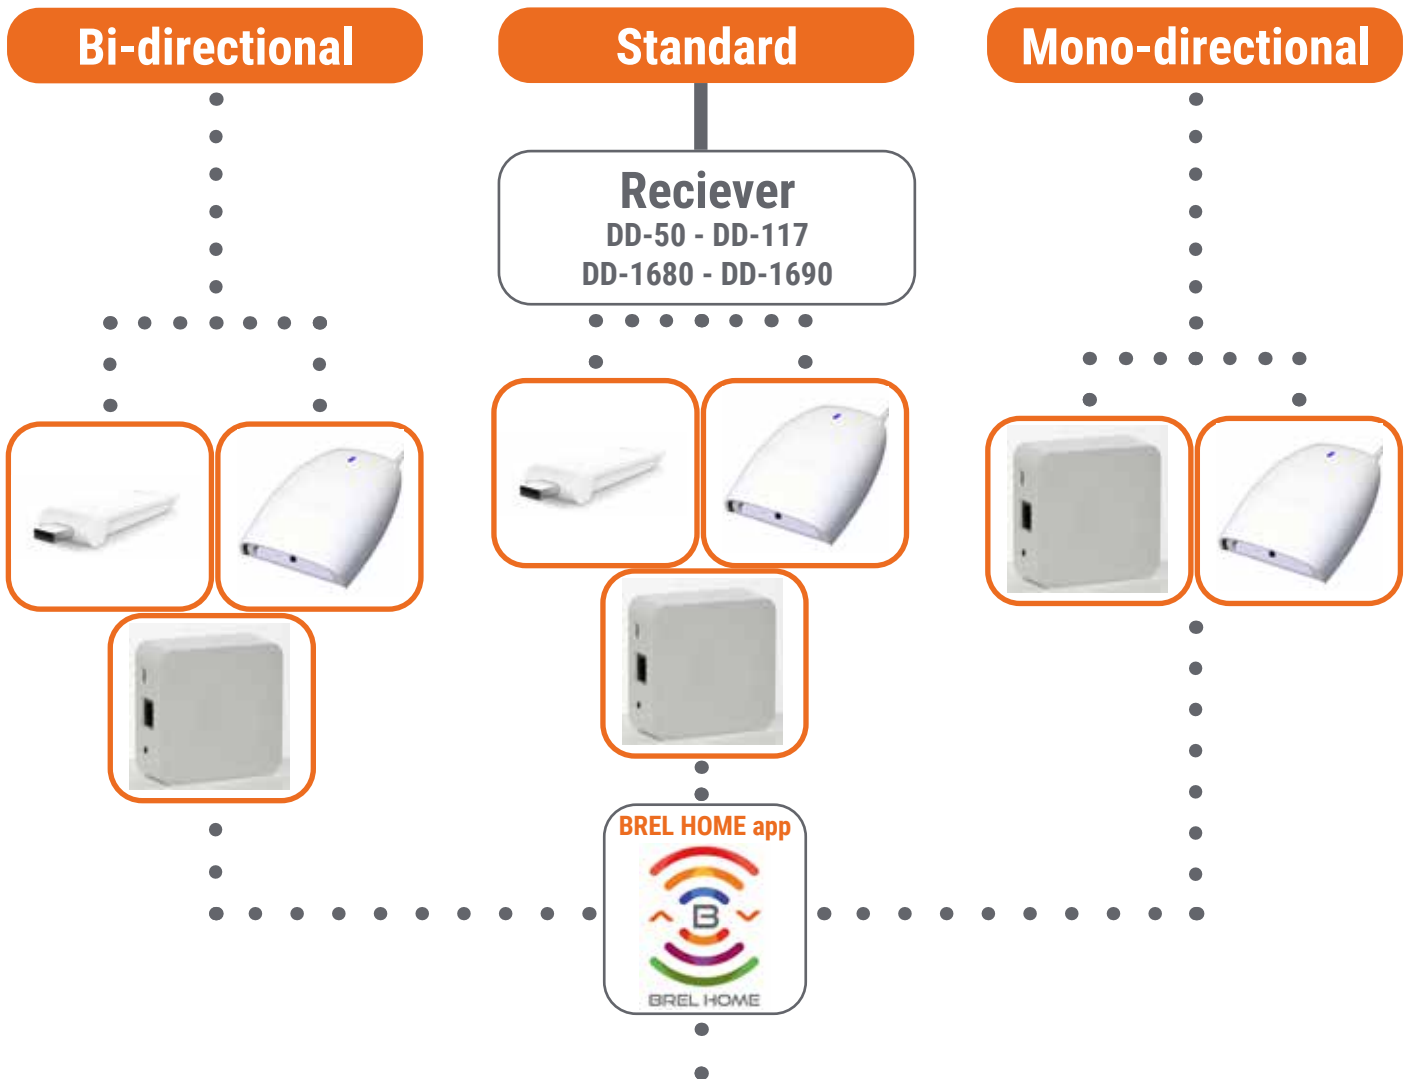 Bi-directional
Standard
Mono-directional
Reciever
DD-50 - DD-117
DD-1680 - DD-1690
BREL HOME app
B
BREL HOME